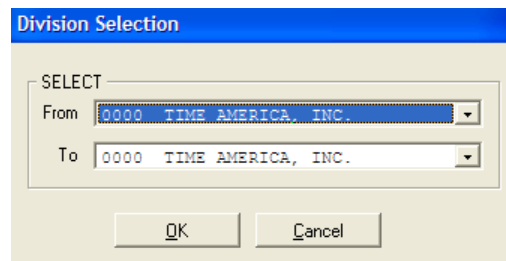 Division Selection
SELECT
From 0000 TIME AMERICA, INC.
To 0000 TIME AMERICA, INC.
OK Cancel